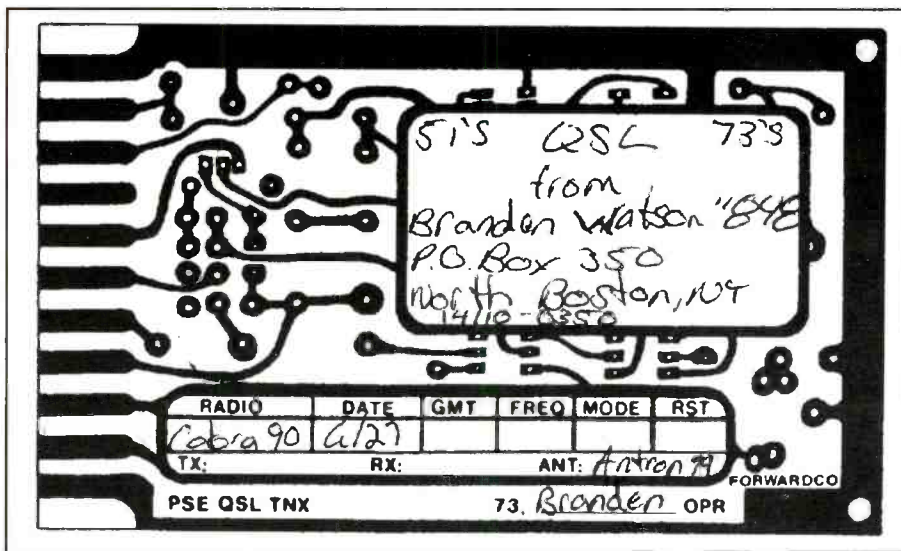 51'S QSL 73'S
from
Branden Watson "848
P.O. Box 350
North Boston, NY
14110-0350
RADIO DATE GMT FREQ MODE RST
Cobra 90 6/27
TX: RX: ANT: Antron 99
FORWARDCO
PSE QSL TNX 73, Branden OPR